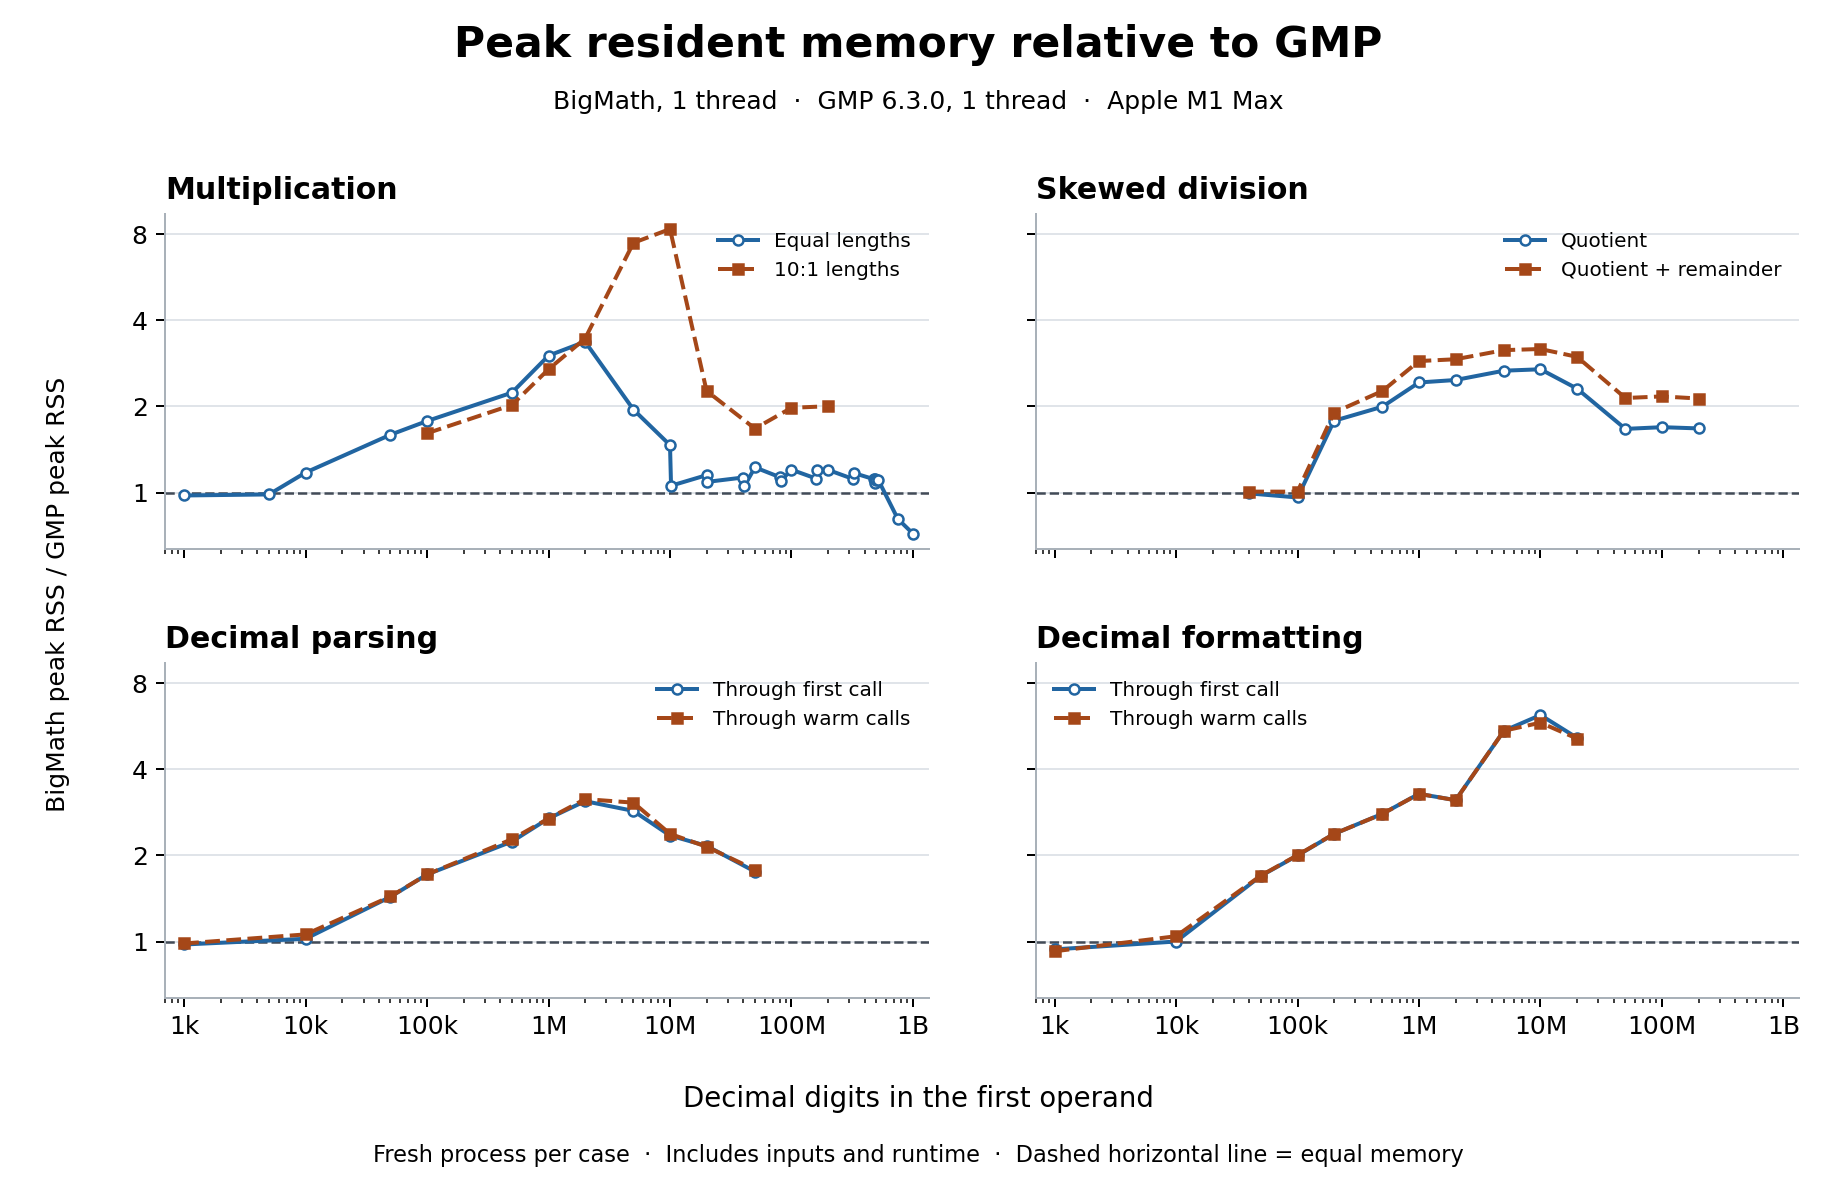 Peak resident memory relative to GMP
BigMath, 1 thread · GMP 6.3.0, 1 thread · Apple M1 Max
BigMath peak RSS / GMP peak RSS
Multiplication
8
4
2
1
Equal lengths
10:1 lengths
Skewed division
Quotient
Quotient + remainder
Decimal parsing
8
4
2
1
Through first call
Through warm calls
1k 10k 100k 1M 10M 100M 1B
Decimal formatting
Through first call
Through warm calls
1k 10k 100k 1M 10M 100M 1B
Decimal digits in the first operand
Fresh process per case · Includes inputs and runtime · Dashed horizontal line = equal memory